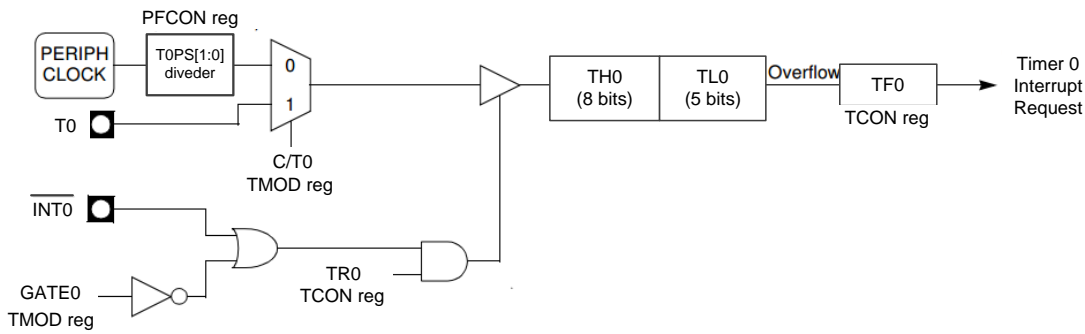 PFCON reg
PERIPH
CLOCK
T0PS[1:0]
diveder
0
1
T0
C/T0
TMOD reg
TH0
(8 bits)
TL0
(5 bits)
Overflow
TF0
TCON reg
Timer 0
Interrupt
Request
INT0
TR0
TCON reg
GATE0
TMOD reg